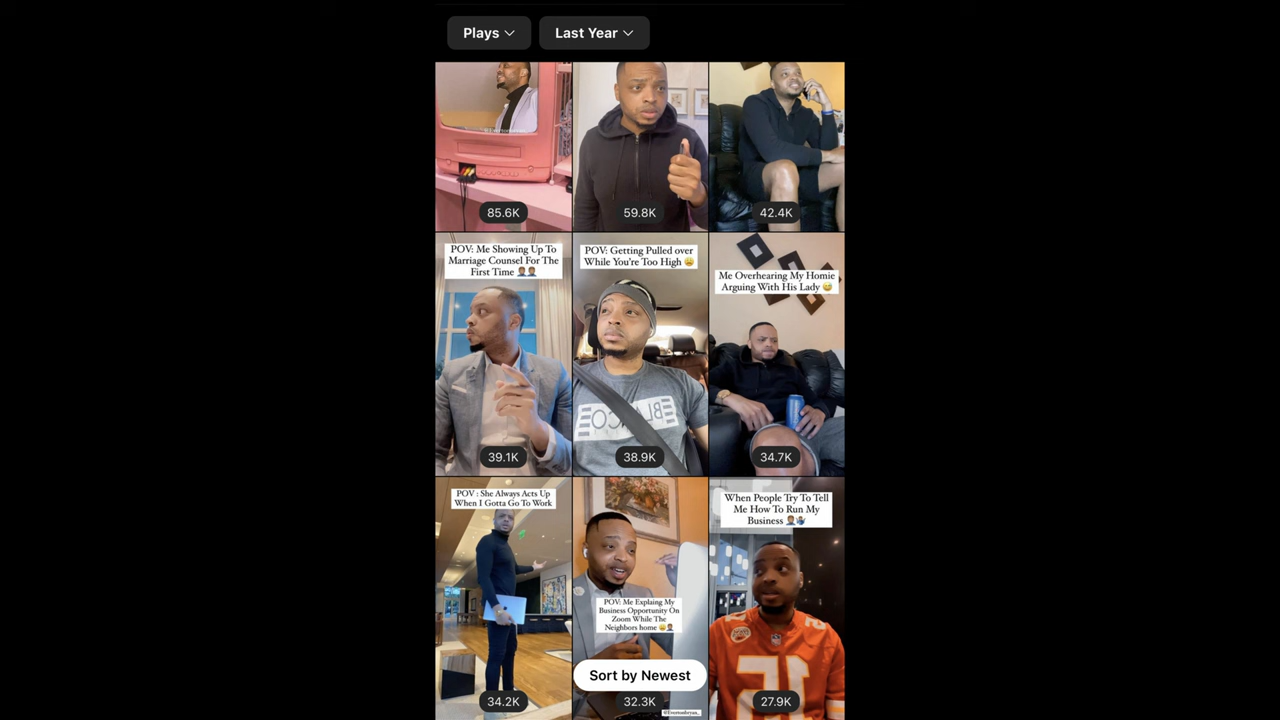 Plays
Last Year
@Evertonbryan_
85.6K
59.8K
42.4K
POV: Me Showing Up To
Marriage Counsel For The
First Time 🤦🏽‍♂️🤦🏽‍♂️
39.1K
POV: Getting Pulled over
While You're Too High 😩
38.9K
Me Overhearing My Homie
Arguing With His Lady 😅
34.7K
POV : She Always Acts Up
When I Gotta Go To Work
34.2K
POV: Me Explaing My
Business Opportunity On
Zoom While The
Neighbors home
Sort by Newest
32.3K
@Evertonbryan_
When People Try To Tell
Me How To Run My
Business
27.9K